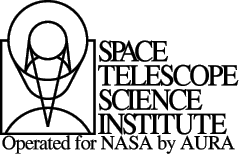 SPACE
TELESCOPE
SCIENCE
INSTITUTE
Operated for NASA by AURA